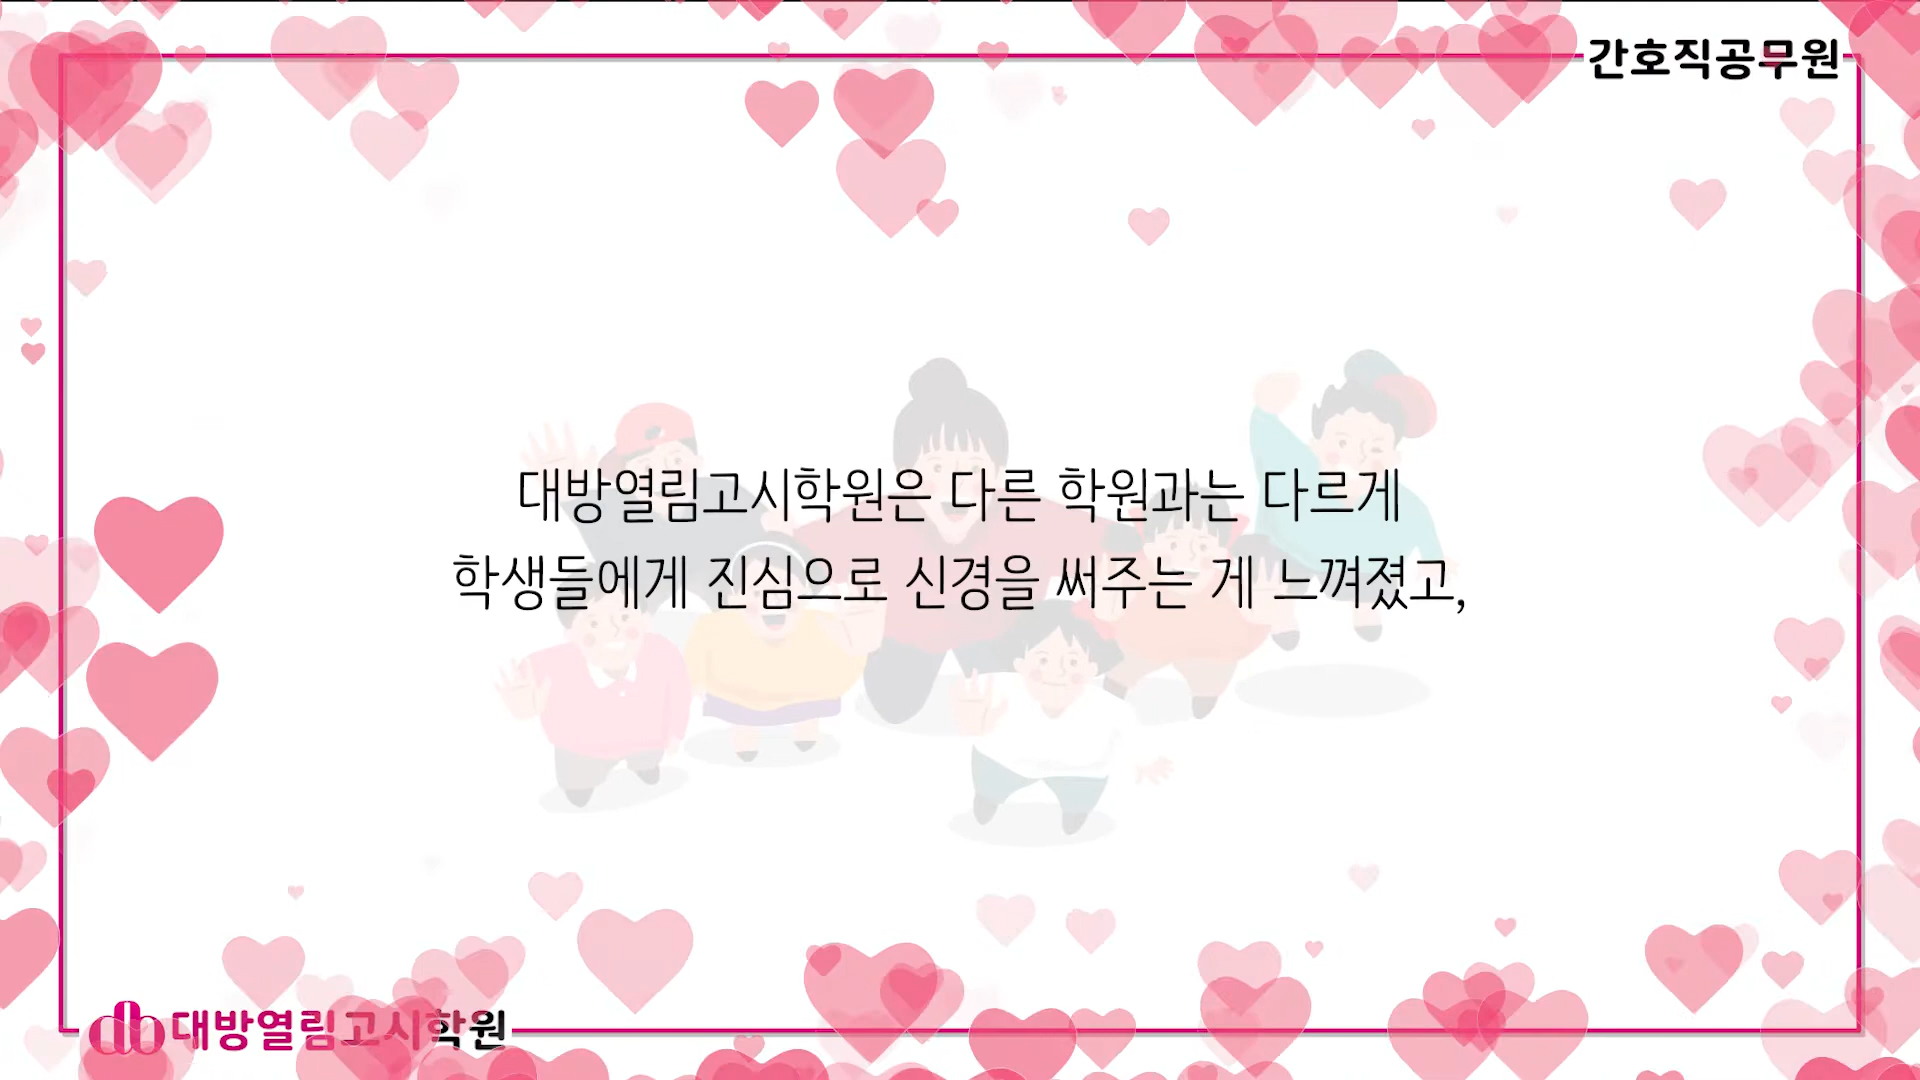 간호직공무원
대방열림고시학원은 다른 학원과는 다르게
학생들에게 진심으로 신경을 써주는 게 느껴졌고,
db 대방열림고시학원